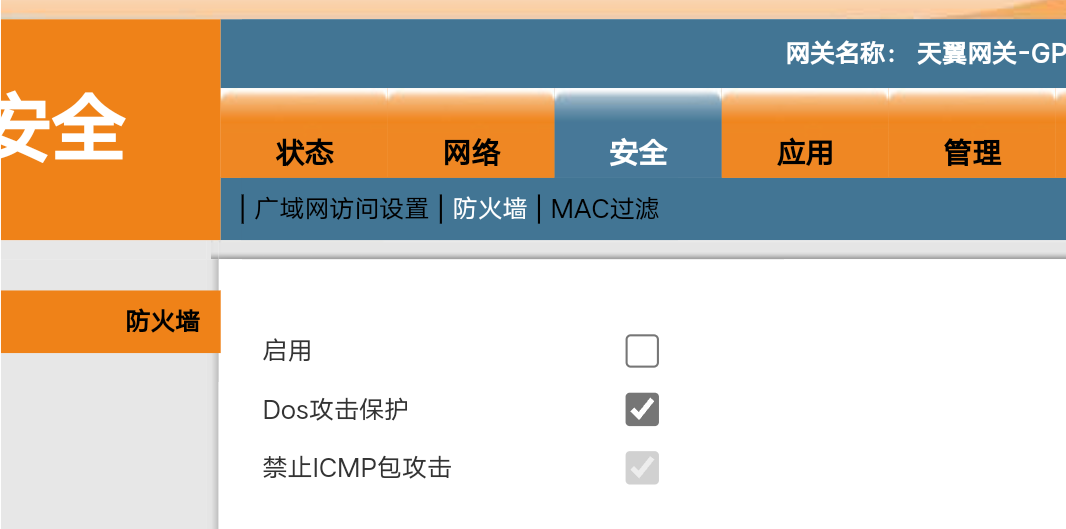 网关名称： 天翼网关-GP
安全
状态 网络 安全 应用 管理
| 广域网访问设置 | 防火墙 | MAC过滤
防火墙
启用
Dos攻击保护
禁止ICMP包攻击